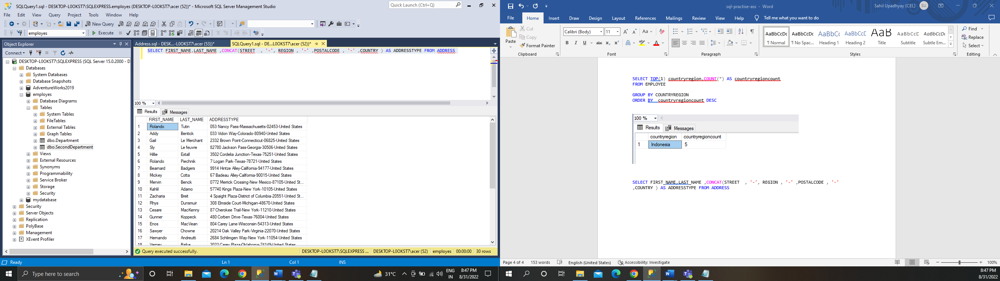 SQLQuery1.sql - DESKTOP-L0OKST7\SQLEXPRESS.employes (DESKTOP-L0OKST7\acer (52))* - Microsoft SQL Server Management Studio
Quick Launch (Ctrl+Q)
File Edit View Query Project Tools Window Help
New Query
employes
Execute
Object Explorer
Connect
DESKTOP-L0OKST7\SQLEXPRESS (SQL Server 15.0.2000 - D
Databases
System Databases
Database Snapshots
AdventureWorks2019
employes
Database Diagrams
Tables
System Tables
FileTables
External Tables
Graph Tables
dbo.Department
dbo.SecondDepartment
Views
External Resources
Synonyms
Programmability
Service Broker
Storage
Security
mydatabase
Security
Server Objects
Replication
PolyBase
Management
XEvent Profiler
Address.sql - DESK...-L0OKST7\acer (53))*
SQLQuery1.sql - DE...L0OKST7\acer (52))*
SELECT FIRST_NAME,LAST_NAME ,CONCAT(STREET , '-', REGION , '-' ,POSTALCODE , '-' ,COUNTRY ) AS ADDRESSTYPE FROM ADDRESS
100 %
Results Messages
FIRST_NAME LAST_NAME ADDRESSTYPE
1 Rolando Tutin 053 Nancy Pass-Massachusetts-02453-United States
2 Addy Bentick 033 Vidon Way-Colorado-80940-United States
3 Gail Le Merchant 2332 Brown Point-Connecticut-06825-United States
4 Sly Le feuvre 82780 Jackson Pass-Georgia-30506-United States
5 Hillie Extall 3502 Cordelia Junction-Texas-75251-United States
6 Rolando Piechnik 7 Logan Park-Texas-78721-United States
7 Bearnard Badgers 9914 Hintze Alley-California-94177-United States
8 Mickey Cotta 67 Badeau Alley-California-90015-United States
9 Mervin Benck 0772 Merrick Crossing-New Mexico-87105-United St...
10 Kahlil Adamo 57740 Kings Plaza-New York-10105-United States
11 Zacharia Breit 4 Spaight Plaza-District of Columbia-20551-United St...
12 Rhys Dunsmuir 308 Elmside Court-Michigan-48670-United States
13 Cesare MacKenny 87 Cherokee Trail-New York-11210-United States
14 Gunner Koppeck 480 Corben Drive-Texas-76004-United States
15 Enos MacVean 804 Carey Lane-Wisconsin-54313-United States
16 Sawyer Chowne 20214 Oak Valley Park-Virginia-22070-United States
17 Hernando Andreutti 2684 Schlimgen Way-New York-11054-United States
18 Verney Raike 2022 Carey Plaza-Oklahoma-74149-United States
Query executed successfully.
DESKTOP-L0OKST7\SQLEXPRESS ... DESKTOP-L0OKST7\acer (52) employes 00:00:00 30 rows
Ready Ln 1 Col 1 INS
Type here to search
31°C ENG IN 8:47 PM 8/31/2022
sql-practise-ass - Word
Sahil Upadhyay (CEL) SU
File Home Insert Draw Design Layout References Mailings Review View Help Tell me what you want to do
Paste Cut Copy Format Painter
Calibri (Body) 11
AaBbCcDc AaBbCcDc AaBbCc AaBbCcD AaB AaBbCcD AaBbCcDc
¶ Normal ¶ No Spac... Heading 1 Heading 2 Title Subtitle Subtle Em...
Find Replace Select
Clipboard Font Paragraph Styles Editing
SELECT TOP(1) countryregion,COUNT(*) AS countryregioncount
FROM EMPLOYEE
GROUP BY COUNTRYREGION
ORDER BY countryregioncount DESC
100 %
Results Messages
countryregion countryregioncount
1 Indonesia 5
SELECT FIRST_NAME,LAST_NAME ,CONCAT(STREET , '-', REGION , '-' ,POSTALCODE , '-'
,COUNTRY ) AS ADDRESSTYPE FROM ADDRESS
Page 4 of 4 153 words English (United States) Accessibility: Investigate 100%
8:47 PM
8/31/2022